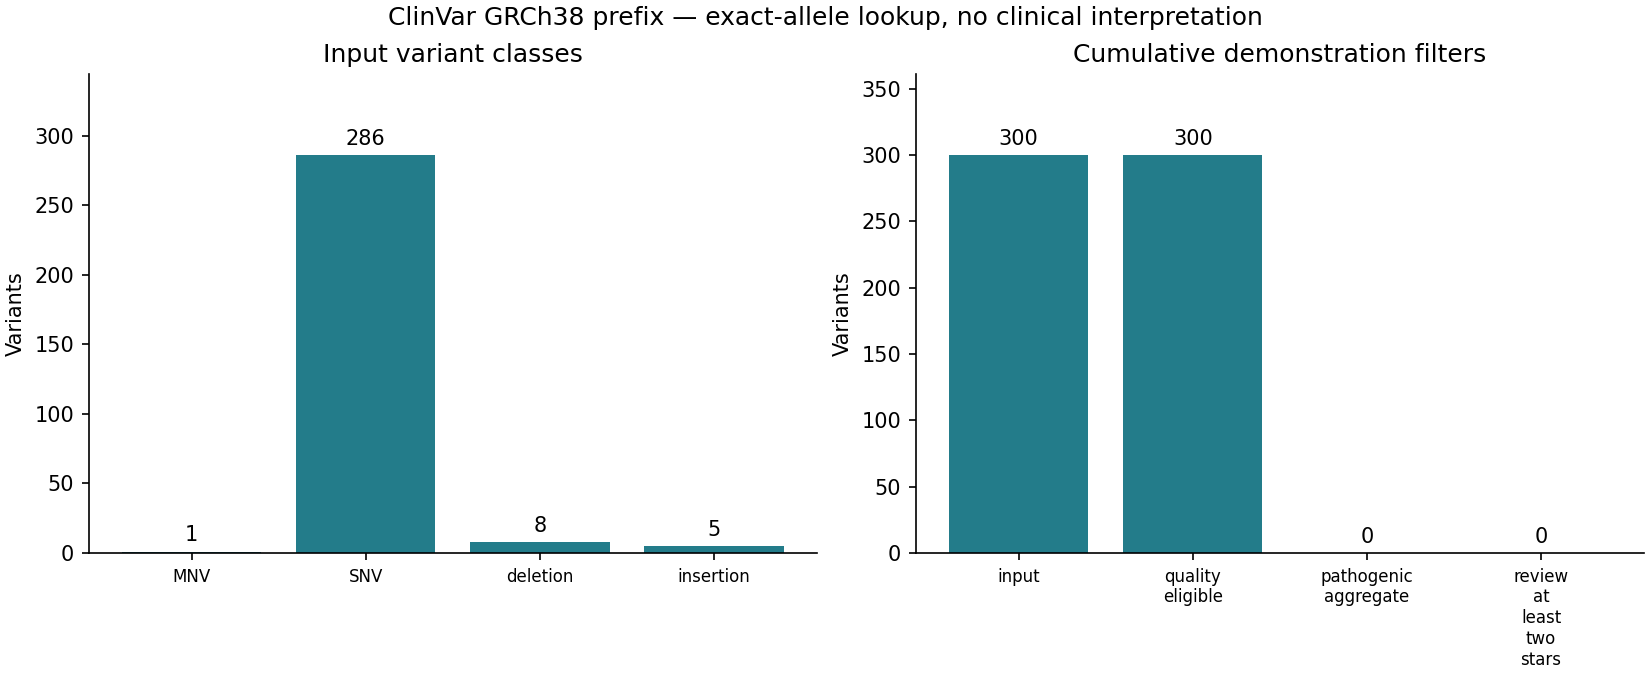 ClinVar GRCh38 prefix — exact-allele lookup, no clinical interpretation
Input variant classes
Variants
300
250
200
150
100
50
0
1
286
8
5
MNV
SNV
deletion
insertion
Cumulative demonstration filters
Variants
350
300
250
200
150
100
50
0
300
300
0
0
input
quality
eligible
pathogenic
aggregate
review
at
least
two
stars